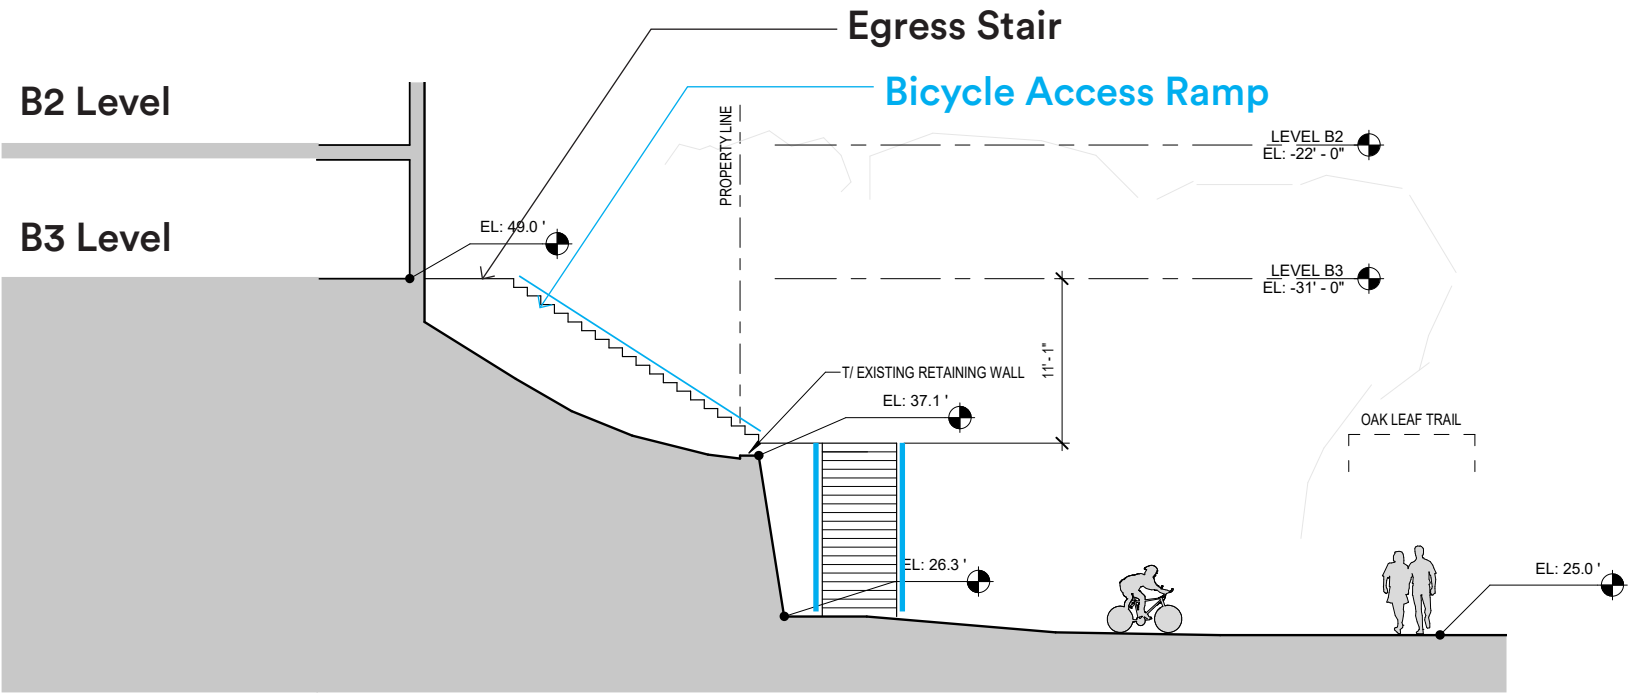 Egress Stair
Bicycle Access Ramp
B2 Level
PROPERTY LINE
LEVEL B2
EL: -22' - 0"
B3 Level
EL: 49.0 '
LEVEL B3
EL: -31' - 0"
11' - 1"
T/ EXISTING RETAINING WALL
EL: 37.1 '
OAK LEAF TRAIL
EL: 26.3 '
EL: 25.0 '